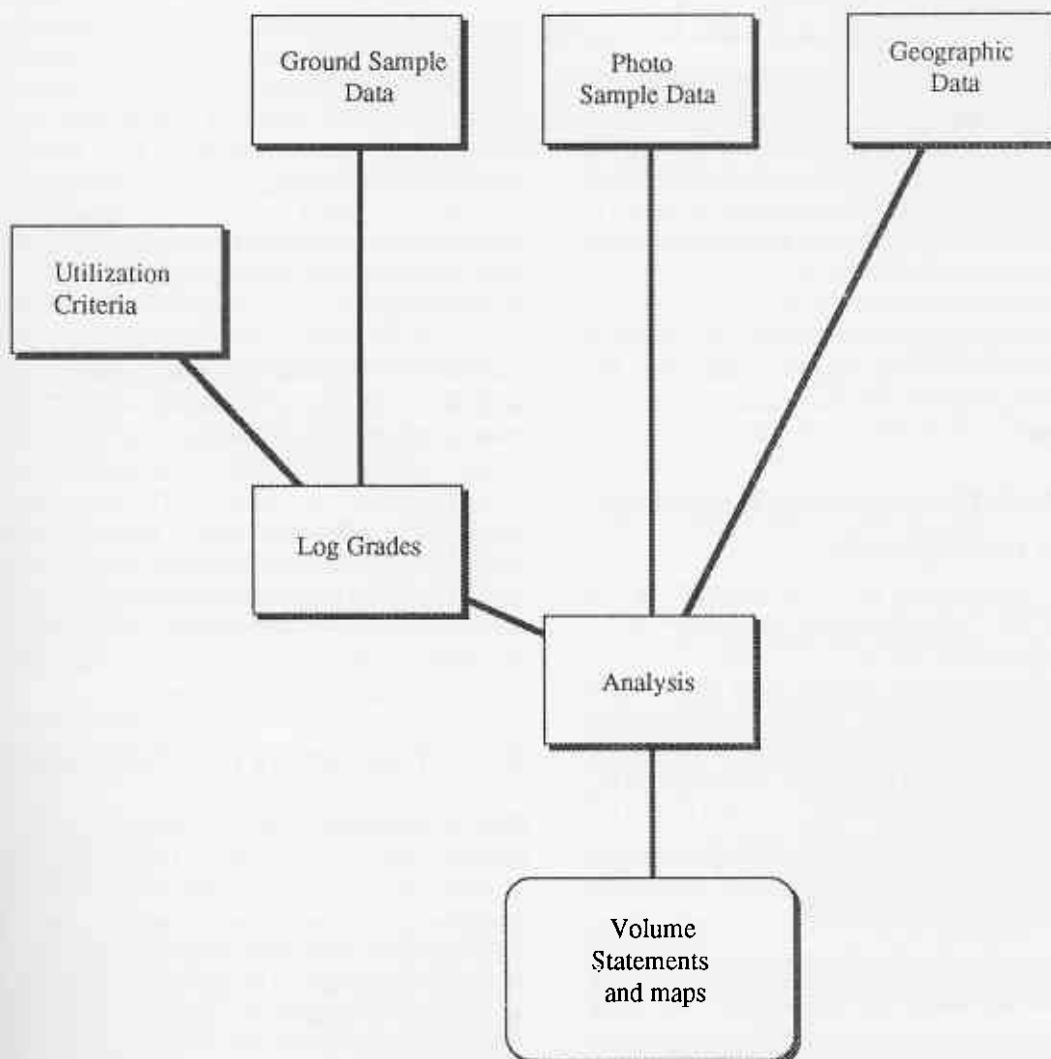 Ground Sample
Data
Photo
Sample Data
Geographic
Data
Utilization
Criteria
Log Grades
Analysis
Volume
Statements
and maps